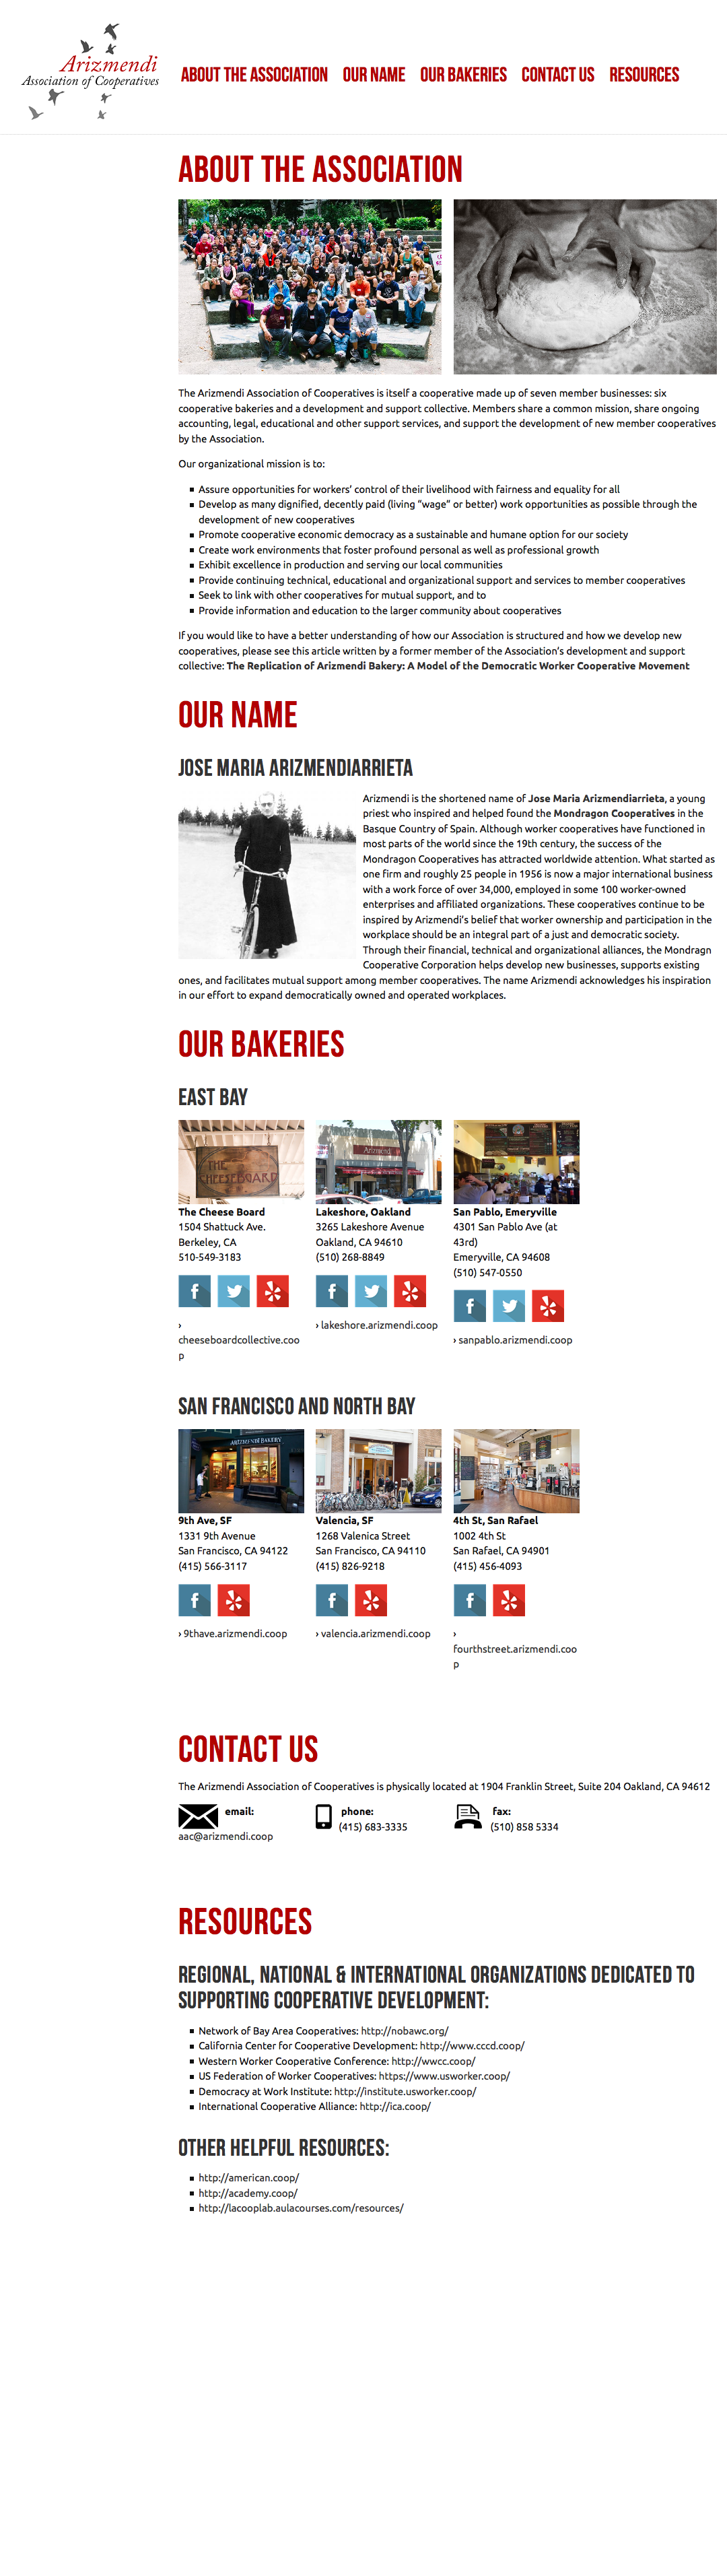 Arizmendi
Association of Cooperatives
ABOUT THE ASSOCIATION OUR NAME OUR BAKERIES CONTACT US RESOURCES
ABOUT THE ASSOCIATION
The Arizmendi Association of Cooperatives is itself a cooperative made up of seven member businesses: six
cooperative bakeries and a development and support collective. Members share a common mission, share ongoing
accounting, legal, educational and other support services, and support the development of new member cooperatives
by the Association.
Our organizational mission is to:
Assure opportunities for workers’ control of their livelihood with fairness and equality for all
Develop as many dignified, decently paid (living “wage” or better) work opportunities as possible through the
development of new cooperatives
Promote cooperative economic democracy as a sustainable and humane option for our society
Create work environments that foster profound personal as well as professional growth
Exhibit excellence in production and serving our local communities
Provide continuing technical, educational and organizational support and services to member cooperatives
Seek to link with other cooperatives for mutual support, and to
Provide information and education to the larger community about cooperatives
If you would like to have a better understanding of how our Association is structured and how we develop new
cooperatives, please see this article written by a former member of the Association’s development and support
collective: The Replication of Arizmendi Bakery: A Model of the Democratic Worker Cooperative Movement
OUR NAME
JOSE MARIA ARIZMENDIARRIETA
Arizmendi is the shortened name of Jose Maria Arizmendiarrieta, a young
priest who inspired and helped found the Mondragon Cooperatives in the
Basque Country of Spain. Although worker cooperatives have functioned in
most parts of the world since the 19th century, the success of the
Mondragon Cooperatives has attracted worldwide attention. What started as
one firm and roughly 25 people in 1956 is now a major international business
with a work force of over 34,000, employed in some 100 worker-owned
enterprises and affiliated organizations. These cooperatives continue to be
inspired by Arizmendi’s belief that worker ownership and participation in the
workplace should be an integral part of a just and democratic society.
Through their financial, technical and organizational alliances, the Mondragn
Cooperative Corporation helps develop new businesses, supports existing
ones, and facilitates mutual support among member cooperatives. The name Arizmendi acknowledges his inspiration
in our effort to expand democratically owned and operated workplaces.
OUR BAKERIES
EAST BAY
THE
CHEESEBOARD
The Cheese Board
1504 Shattuck Ave.
Berkeley, CA
510-549-3183
›
cheeseboardcollective.coo
p
Arizmendi
Lakeshore, Oakland
3265 Lakeshore Avenue
Oakland, CA 94610
(510) 268-8849
› lakeshore.arizmendi.coop
San Pablo, Emeryville
4301 San Pablo Ave (at
43rd)
Emeryville, CA 94608
(510) 547-0550
› sanpablo.arizmendi.coop
SAN FRANCISCO AND NORTH BAY
ARIZMENDI BAKERY
9th Ave, SF
1331 9th Avenue
San Francisco, CA 94122
(415) 566-3117
› 9thave.arizmendi.coop
Valencia, SF
1268 Valenica Street
San Francisco, CA 94110
(415) 826-9218
› valencia.arizmendi.coop
4th St, San Rafael
1002 4th St
San Rafael, CA 94901
(415) 456-4093
›
fourthstreet.arizmendi.coo
p
CONTACT US
The Arizmendi Association of Cooperatives is physically located at 1904 Franklin Street, Suite 204 Oakland, CA 94612
email:
aac@arizmendi.coop
phone:
(415) 683-3335
fax:
(510) 858 5334
RESOURCES
REGIONAL, NATIONAL & INTERNATIONAL ORGANIZATIONS DEDICATED TO
SUPPORTING COOPERATIVE DEVELOPMENT:
Network of Bay Area Cooperatives: http://nobawc.org/
California Center for Cooperative Development: http://www.cccd.coop/
Western Worker Cooperative Conference: http://wwcc.coop/
US Federation of Worker Cooperatives: https://www.usworker.coop/
Democracy at Work Institute: http://institute.usworker.coop/
International Cooperative Alliance: http://ica.coop/
OTHER HELPFUL RESOURCES:
http://american.coop/
http://academy.coop/
http://lacooplab.aulacourses.com/resources/